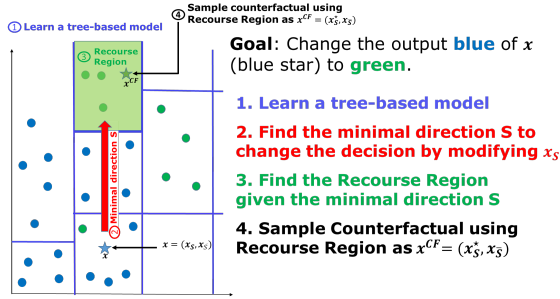 ① Learn a tree-based model
④ Sample counterfactual using
Recourse Region as x^CF = (x*_S, x_S̄)
③ Recourse
Region
x^CF
② Minimal direction S
x = (x_S, x_S̄)
x
Goal: Change the output blue of x
(blue star) to green.
1. Learn a tree-based model
2. Find the minimal direction S to
change the decision by modifying x_S
3. Find the Recourse Region
given the minimal direction S
4. Sample Counterfactual using
Recourse Region as x^CF = (x*_S, x_S̄)